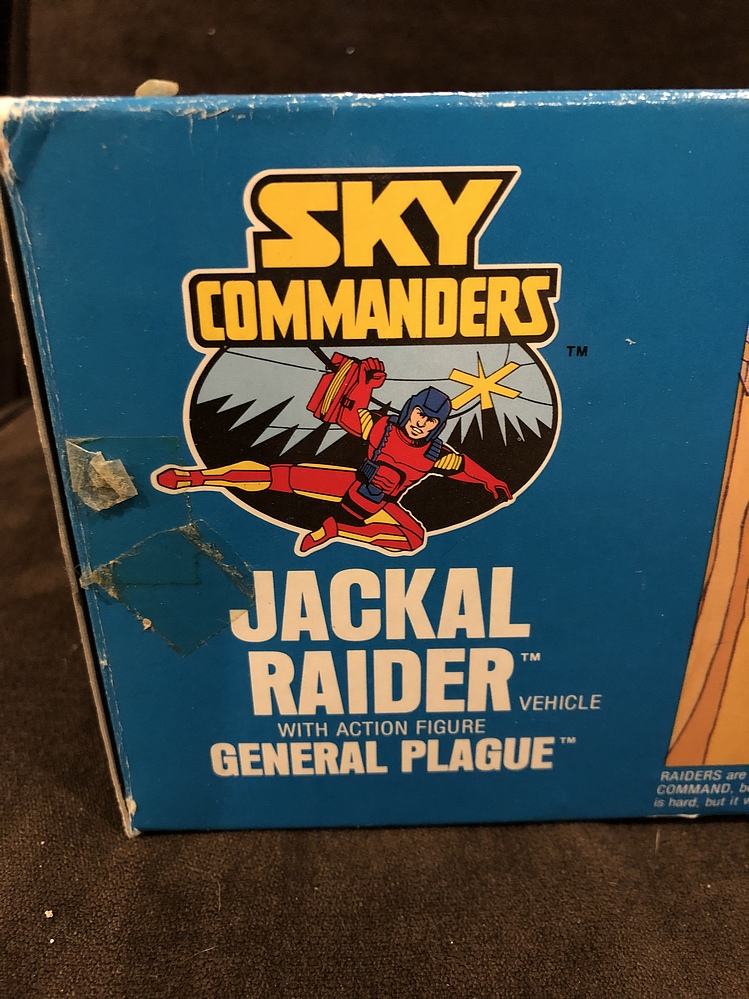 SKY
COMMANDERS
TM
JACKAL
RAIDER™
VEHICLE
WITH ACTION FIGURE
GENERAL PLAGUE™
RAIDERS are
COMMAND, b
is hard, but it w